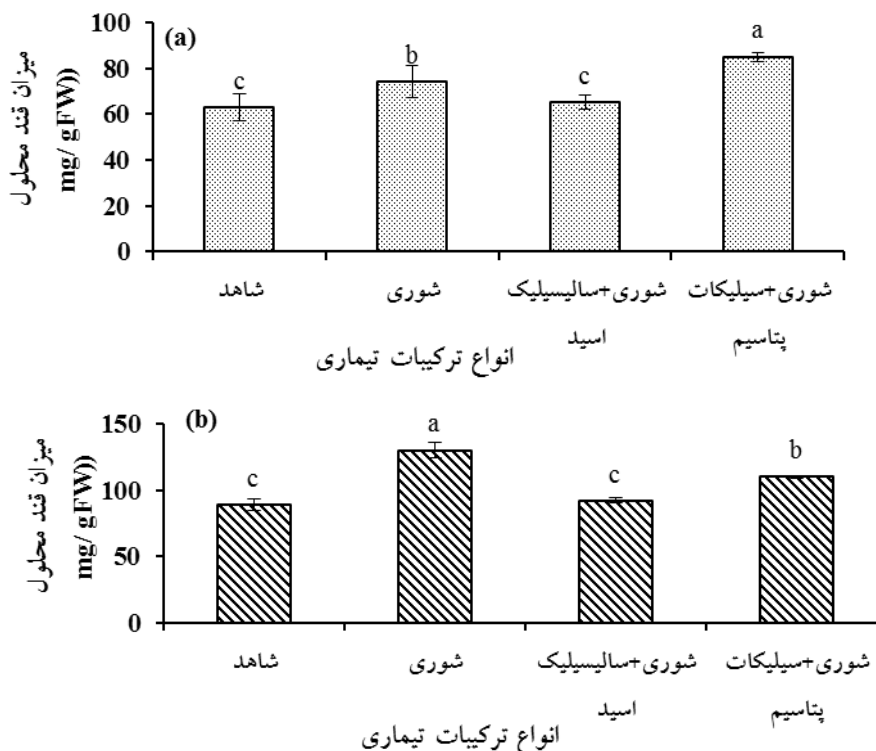 (a)
میزان قند محلول
mg/ gFW))
100
80
60
40
20
0
c
b
c
a
شاهد
شوری
شوری+سالیسیلیک
اسید
شوری+سیلیکات
پتاسیم
انواع ترکیبات تیماری
(b)
میزان قند محلول
mg/ gFW))
150
100
50
0
c
a
c
b
شاهد
شوری
شوری+سالیسیلیک
اسید
شوری+سیلیکات
پتاسیم
انواع ترکیبات تیماری